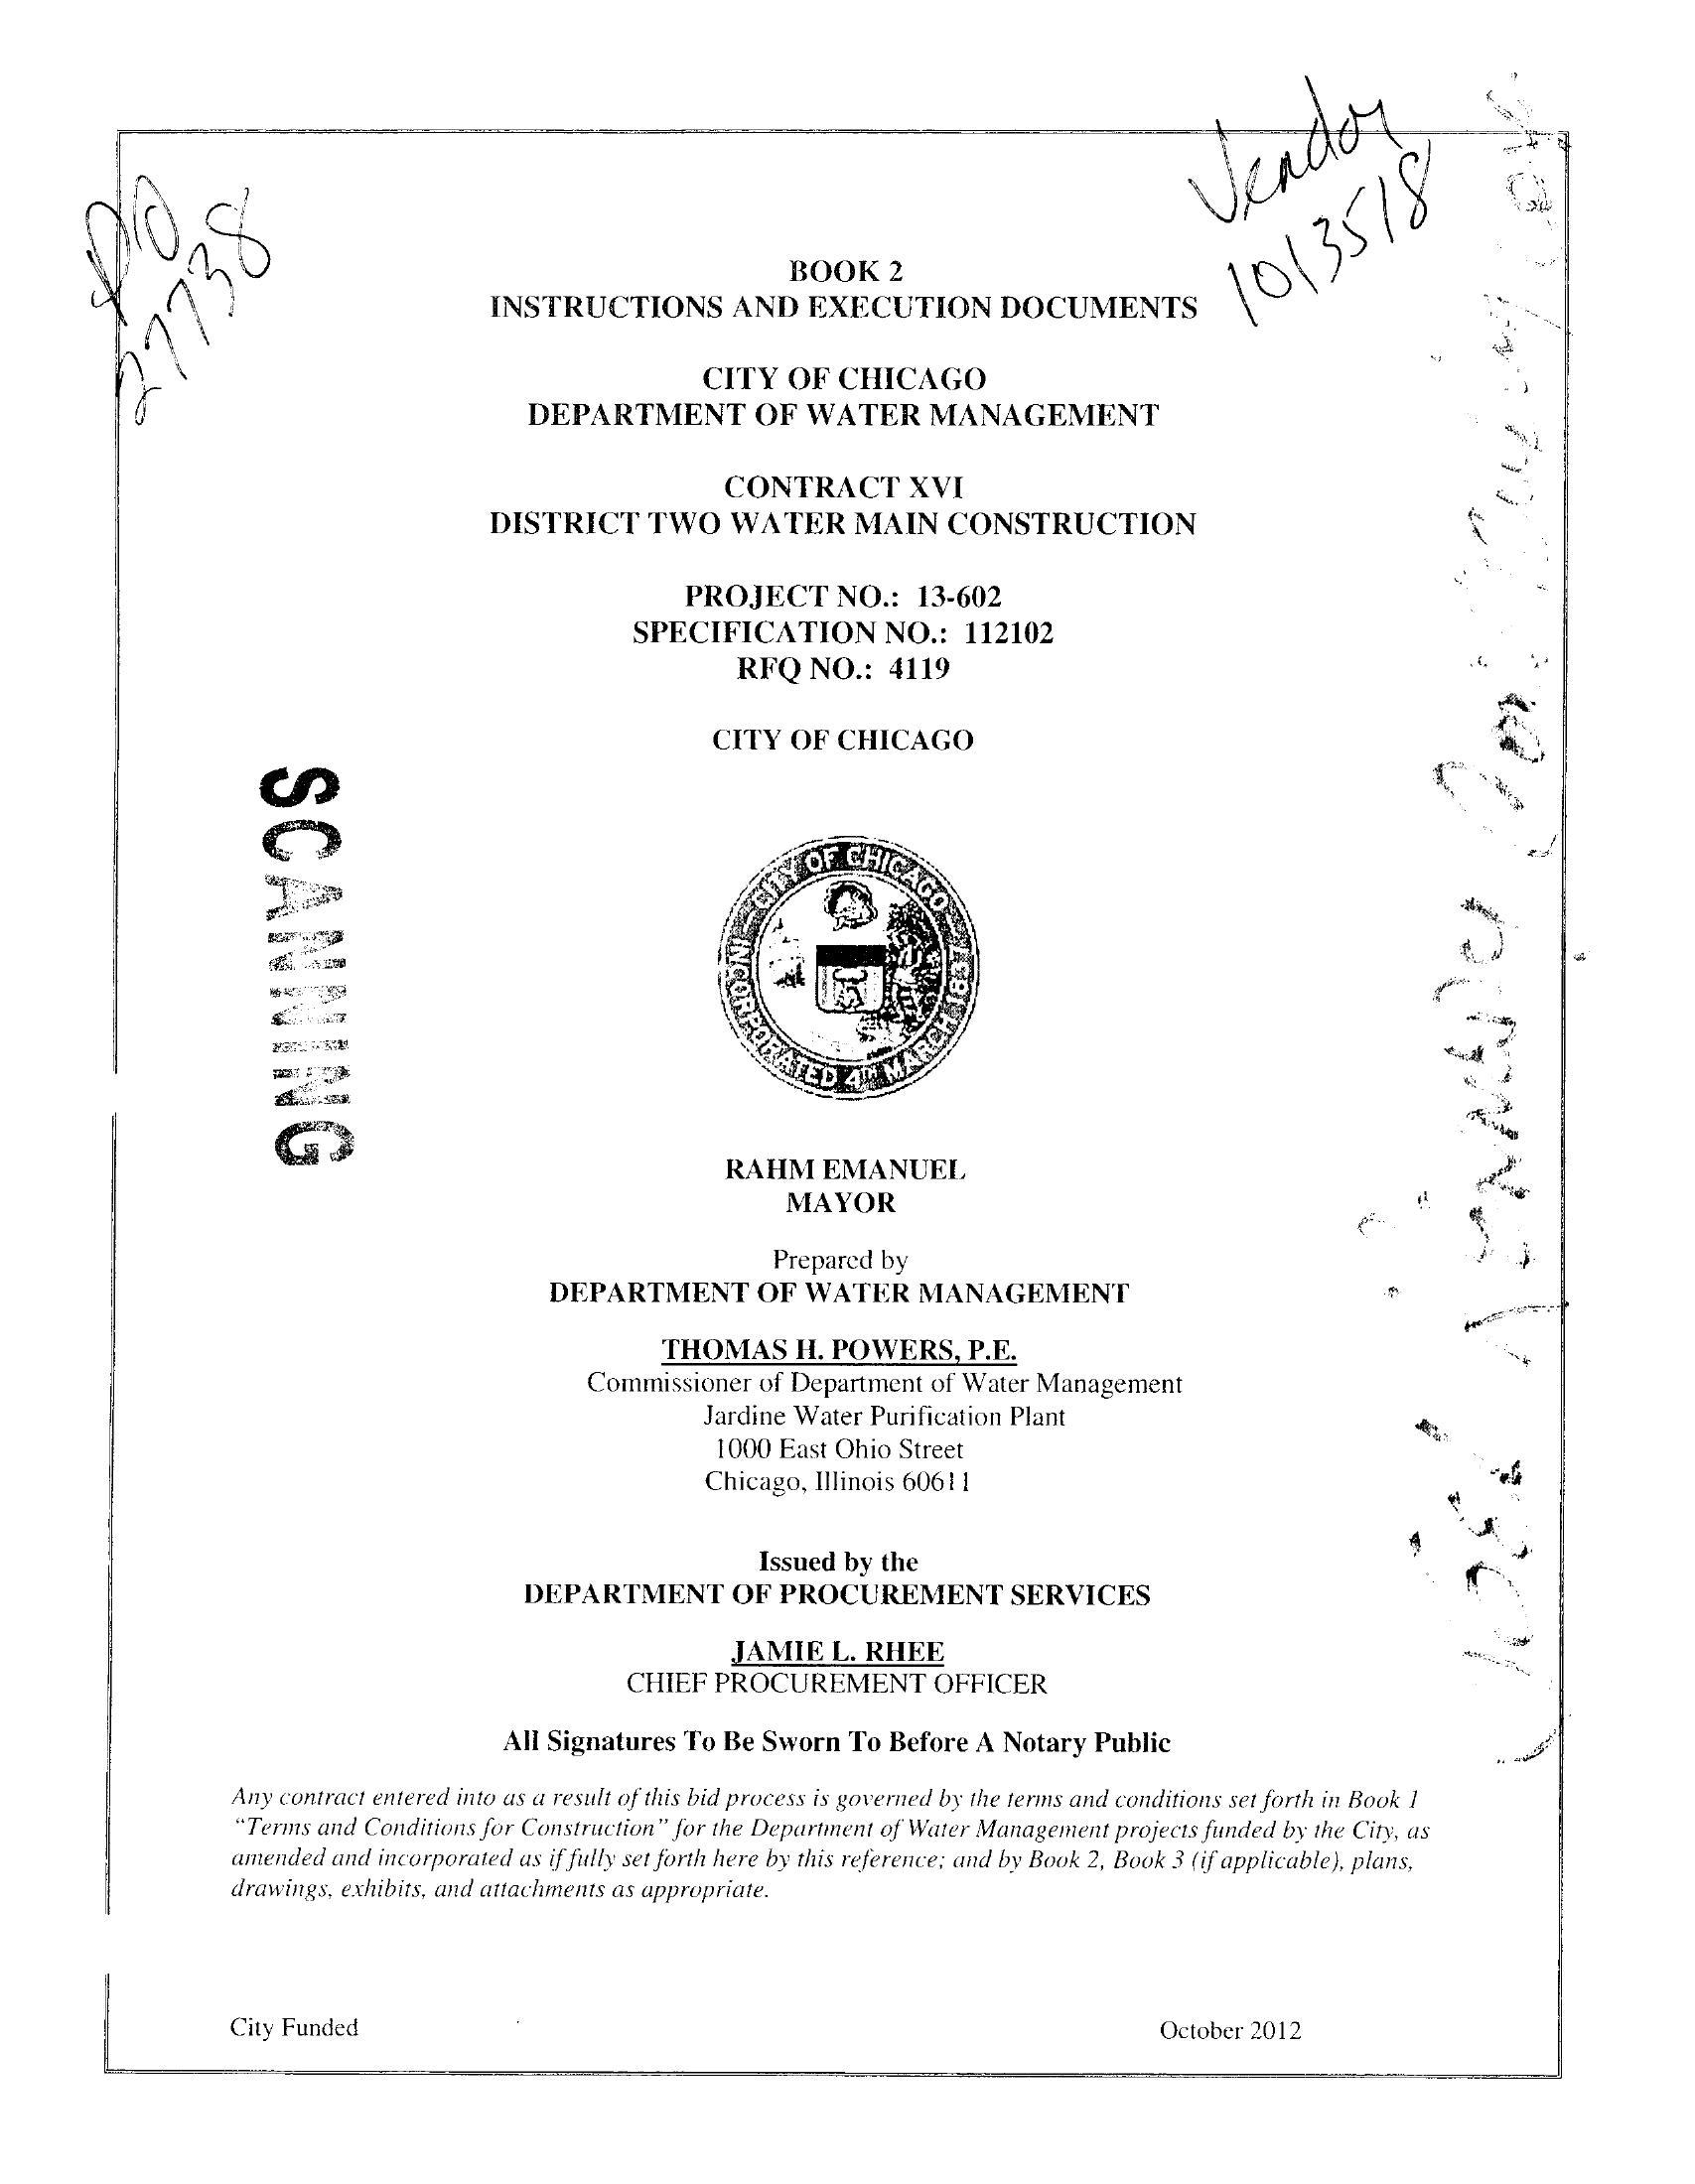 PO
27738
Vendor
1013518
BOOK 2
INSTRUCTIONS AND EXECUTION DOCUMENTS
CITY OF CHICAGO
DEPARTMENT OF WATER MANAGEMENT
CONTRACT XVI
DISTRICT TWO WATER MAIN CONSTRUCTION
PROJECT NO.: 13-602
SPECIFICATION NO.: 112102
RFQ NO.: 4119
CITY OF CHICAGO
SCANNING
CITY OF CHICAGO
INCORPORATED 4TH MARCH 1837
RAHM EMANUEL
MAYOR
Prepared by
DEPARTMENT OF WATER MANAGEMENT
THOMAS H. POWERS, P.E.
Commissioner of Department of Water Management
Jardine Water Purification Plant
1000 East Ohio Street
Chicago, Illinois 60611
Issued by the
DEPARTMENT OF PROCUREMENT SERVICES
JAMIE L. RHEE
CHIEF PROCUREMENT OFFICER
All Signatures To Be Sworn To Before A Notary Public
Any contract entered into as a result of this bid process is governed by the terms and conditions set forth in Book 1
"Terms and Conditions for Construction" for the Department of Water Management projects funded by the City, as
amended and incorporated as if fully set forth here by this reference; and by Book 2, Book 3 (if applicable), plans,
drawings, exhibits, and attachments as appropriate.
City Funded
October 2012